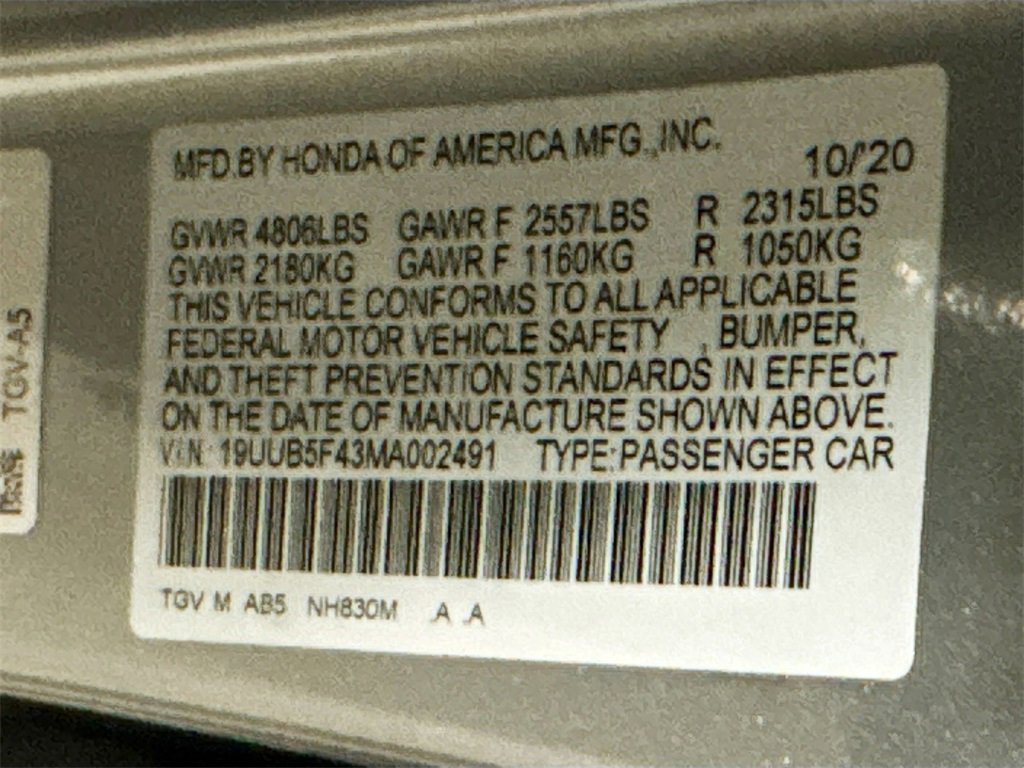 MFD.BY HONDA OF AMERICA MFG.,INC. 10/'20
GVWR 4806LBS GAWR F 2557LBS R 2315LBS
GVWR 2180KG GAWR F 1160KG R 1050KG
THIS VEHICLE CONFORMS TO ALL APPLICABLE
FEDERAL MOTOR VEHICLE SAFETY , BUMPER,
AND THEFT PREVENTION STANDARDS IN EFFECT
ON THE DATE OF MANUFACTURE SHOWN ABOVE.
VIN: 19UUB5F43MA002491 TYPE:PASSENGER CAR
TGV M AB5 NH830M A A
TGV-A5